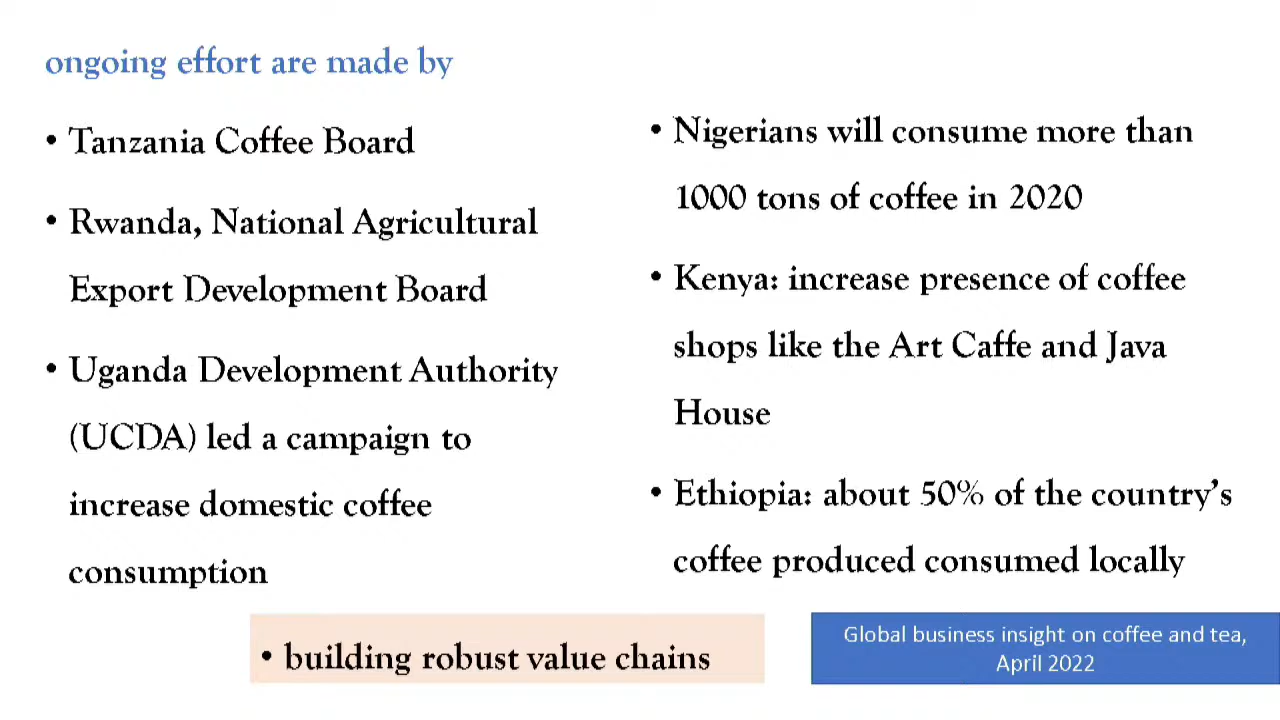 ongoing effort are made by
• Tanzania Coffee Board
• Rwanda, National Agricultural
Export Development Board
• Uganda Development Authority
(UCDA) led a campaign to
increase domestic coffee
consumption
• Nigerians will consume more than
1000 tons of coffee in 2020
• Kenya: increase presence of coffee
shops like the Art Caffe and Java
House
• Ethiopia: about 50% of the country's
coffee produced consumed locally
• building robust value chains
Global business insight on coffee and tea,
April 2022